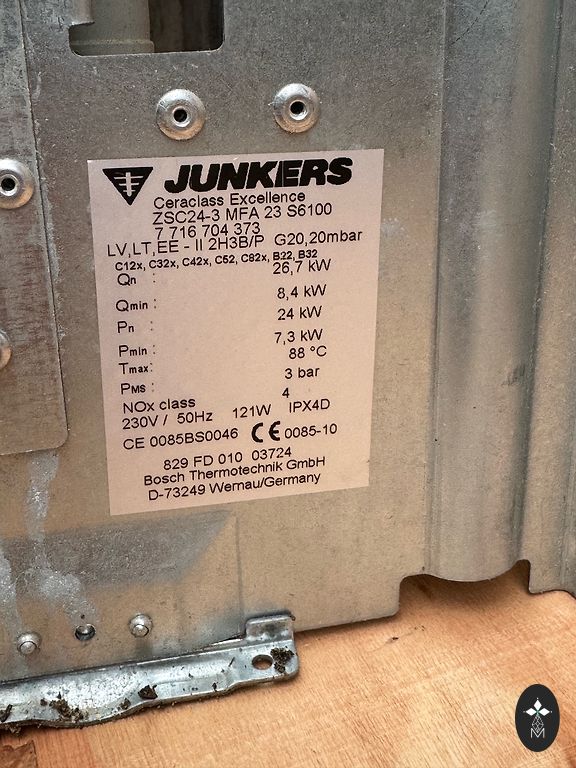 JUNKERS
Ceraclass Excellence
ZSC24-3 MFA 23 S6100
7 716 704 373
LV,LT,EE - II 2H3B/P G20,20mbar
C12x, C32x, C42x, C52, C82x, B22, B32
Qn : 26,7 kW
Qmin : 8,4 kW
Pn : 24 kW
Pmin : 7,3 kW
Tmax: 88 °C
PMS : 3 bar
NOx class 4
230V / 50Hz 121W IPX4D
CE 0085BS0046 CE 0085-10
829 FD 010 03724
Bosch Thermotechnik GmbH
D-73249 Wernau/Germany
M